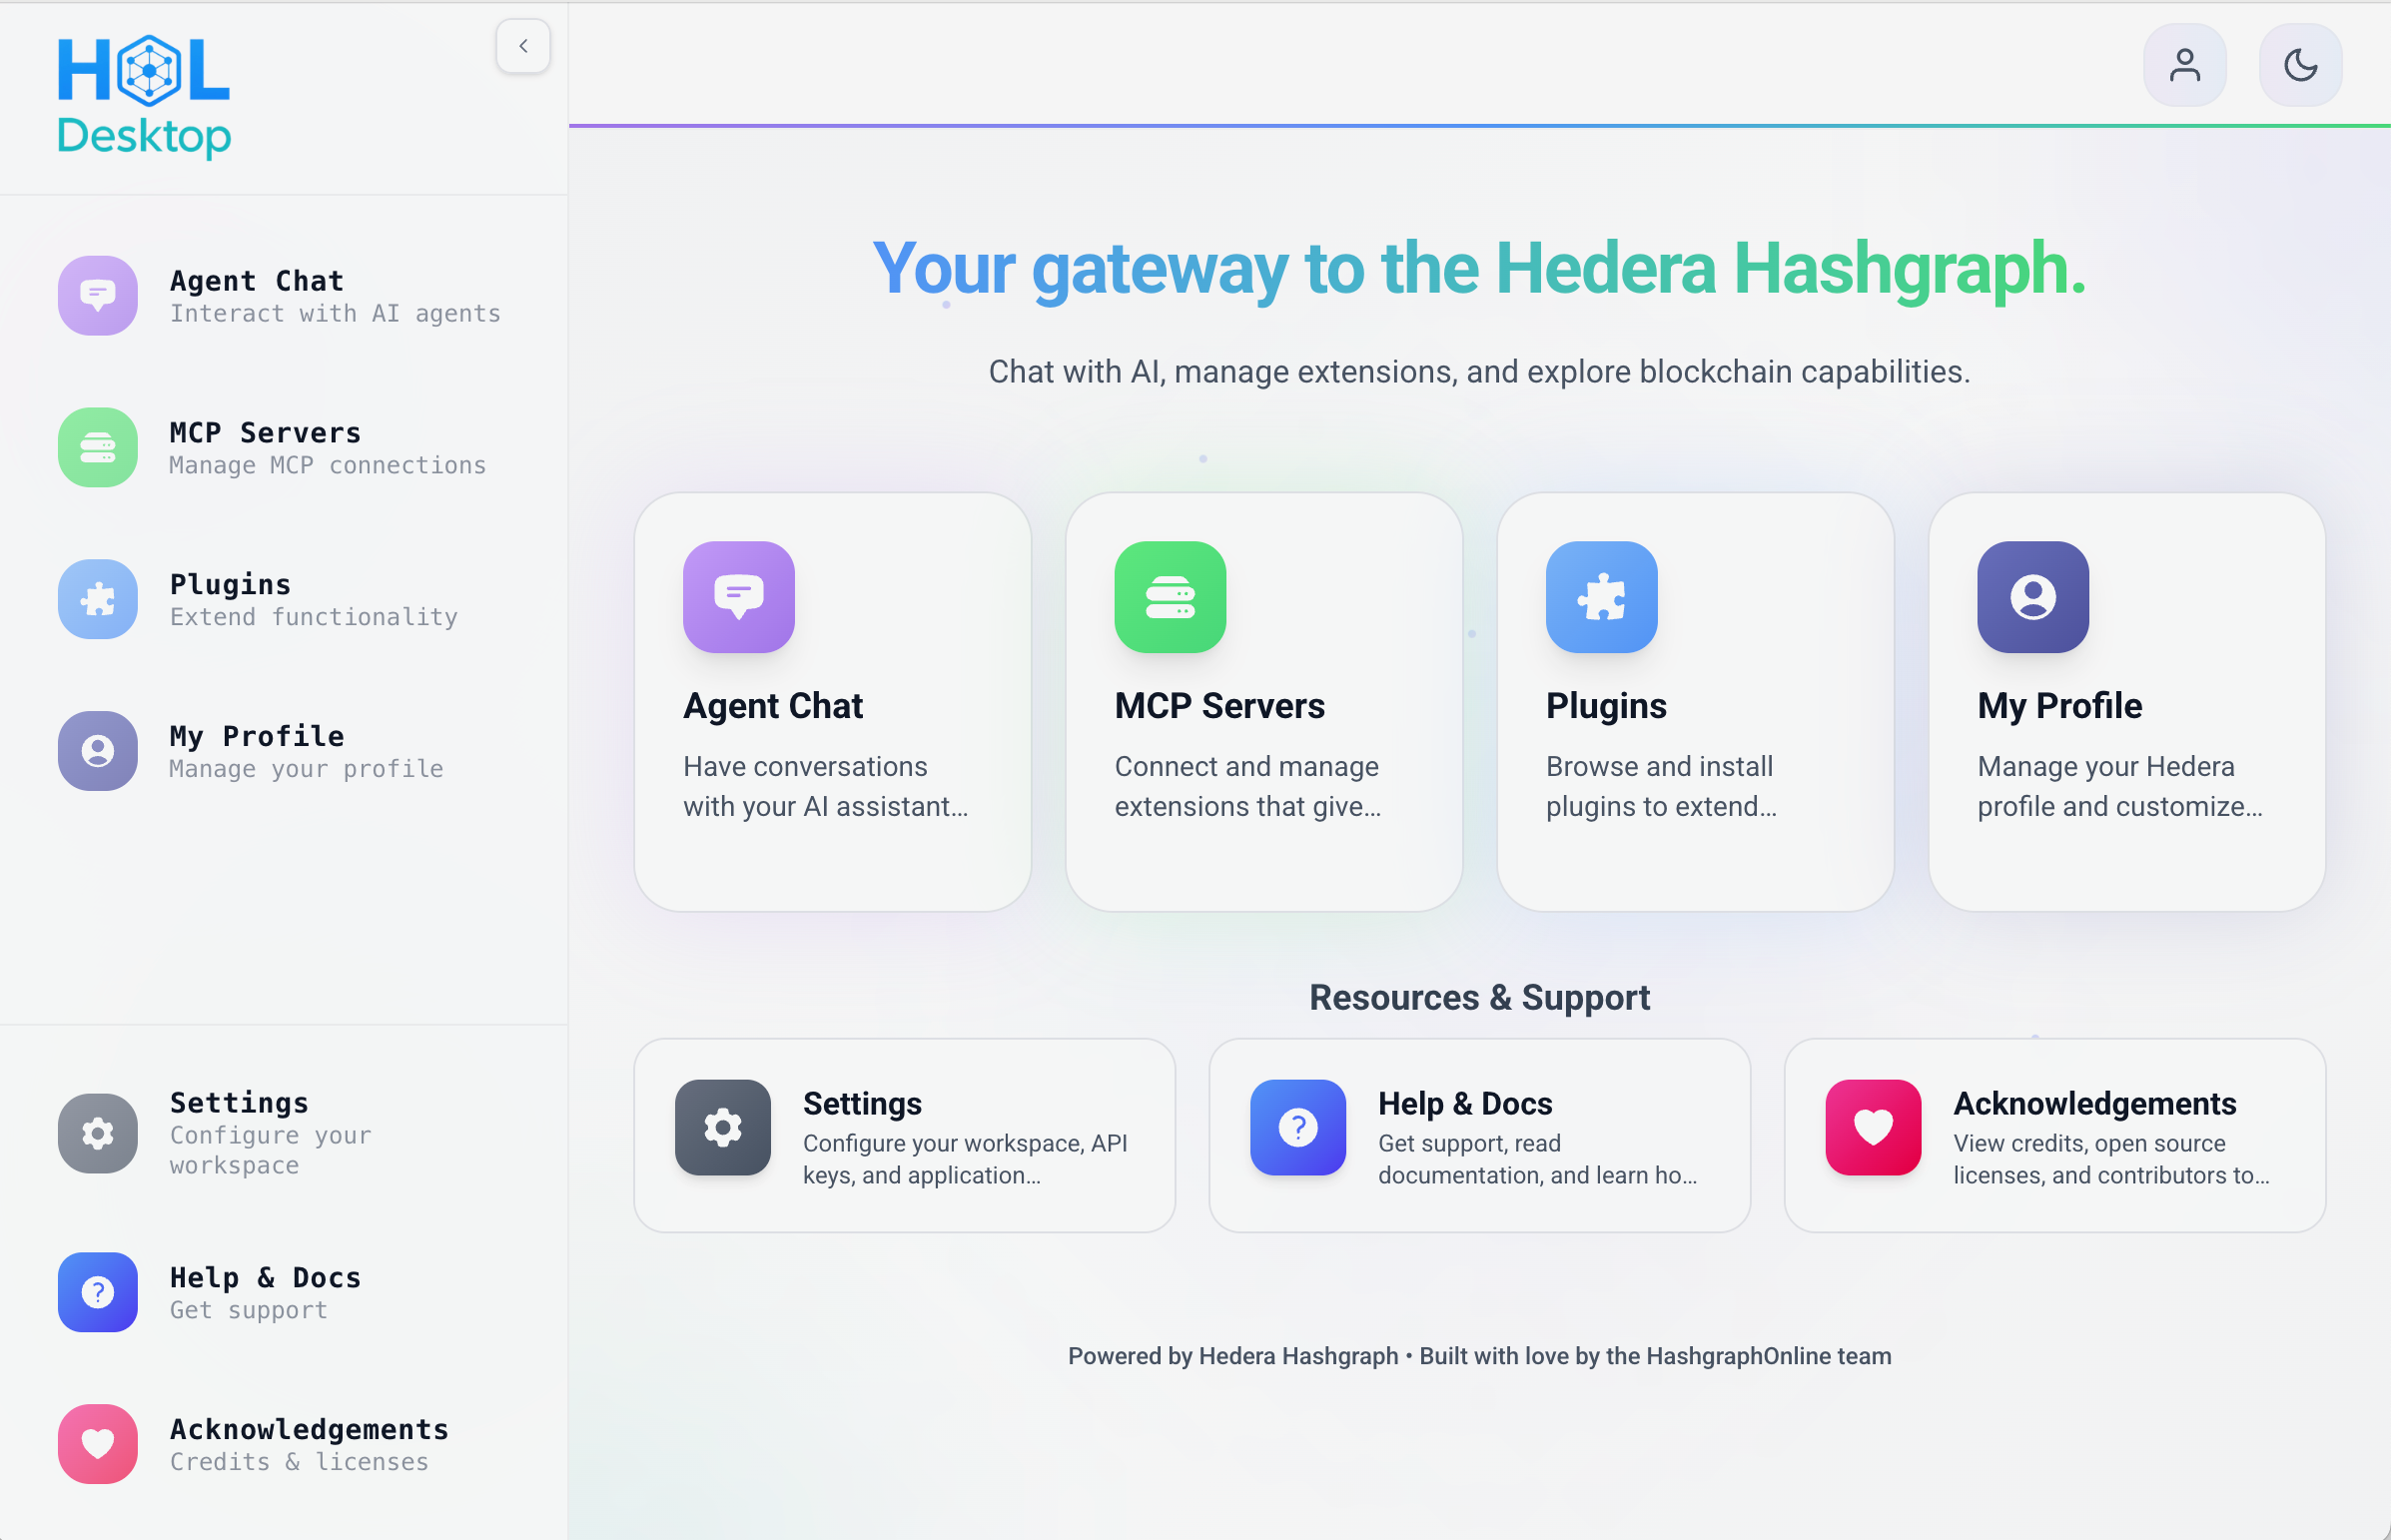 HOL
Desktop
Agent Chat
Interact with AI agents
MCP Servers
Manage MCP connections
Plugins
Extend functionality
My Profile
Manage your profile
Settings
Configure your
workspace
Help & Docs
Get support
Acknowledgements
Credits & licenses
Your gateway to the Hedera Hashgraph.
Chat with AI, manage extensions, and explore blockchain capabilities.
Agent Chat
Have conversations
with your AI assistant…
MCP Servers
Connect and manage
extensions that give…
Plugins
Browse and install
plugins to extend…
My Profile
Manage your Hedera
profile and customize…
Resources & Support
Settings
Configure your workspace, API
keys, and application…
Help & Docs
Get support, read
documentation, and learn ho…
Acknowledgements
View credits, open source
licenses, and contributors to…
Powered by Hedera Hashgraph • Built with love by the HashgraphOnline team